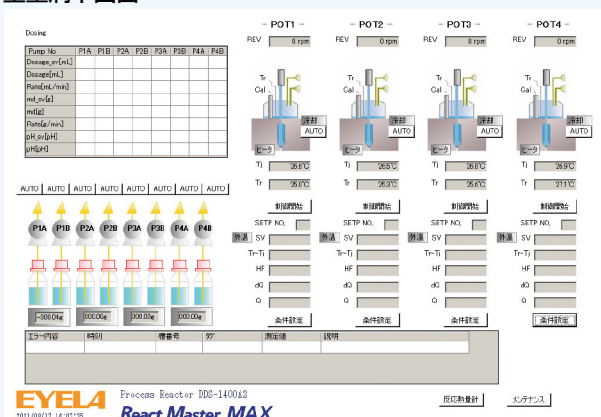 Dosing
Pump No P1A P1B P2A P2B P3A P3B P4A P4B
Dosage_sv[mL]
Dosage[mL]
Rate[mL/min]
md_sv[g]
md[g]
Rate[g/min]
pH_sv[pH]
pH[pH]
- POT1 - - POT2 - - POT3 - - POT4 -
REV 0 rpm REV 0 rpm REV 0 rpm REV 0 rpm
Tr Tr Tr Tr
Cal Cal Cal Cal
冷却 冷却 冷却 冷却
AUTO AUTO AUTO AUTO
ヒータ ヒータ ヒータ ヒータ
Tj 26.6℃ Tj 26.5℃ Tj 26.8℃ Tj 26.9℃
Tr 25.0℃ Tr 25.3℃ Tr 25.6℃ Tr 27.1℃
制御開始 制御開始 制御開始 制御開始
AUTO AUTO AUTO AUTO AUTO AUTO AUTO AUTO
P1A P1B P2A P2B P3A P3B P4A P4B
SETP NO. SETP NO. SETP NO. SETP NO.
SV 外温 SV 外温 SV 外温 SV
Tr-Tj Tr-Tj Tr-Tj Tr-Tj
HF HF HF HF
dQ dQ dQ dQ
Q Q Q Q
-000.04g 000.00g 000.00g 000.00g
条件設定 条件設定 条件設定 条件設定
エラー内容 時刻 槽番号 タグ 測定値 説明
EYELA
Process Reactor DDS-1400A2
React Master MAX
反応熱量計 メンテナンス